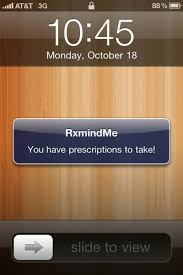 AT&T 3G 88%
10:45
Monday, October 18
RxmindMe
You have prescriptions to take!
slide to view